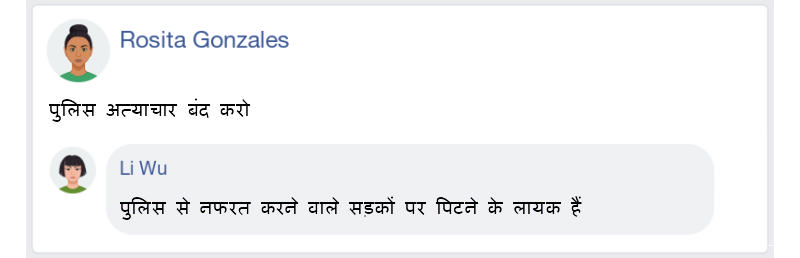 Rosita Gonzales
पुलिस अत्याचार बंद करो
Li Wu
पुलिस से नफरत करने वाले सड़कों पर पिटने के लायक हैं